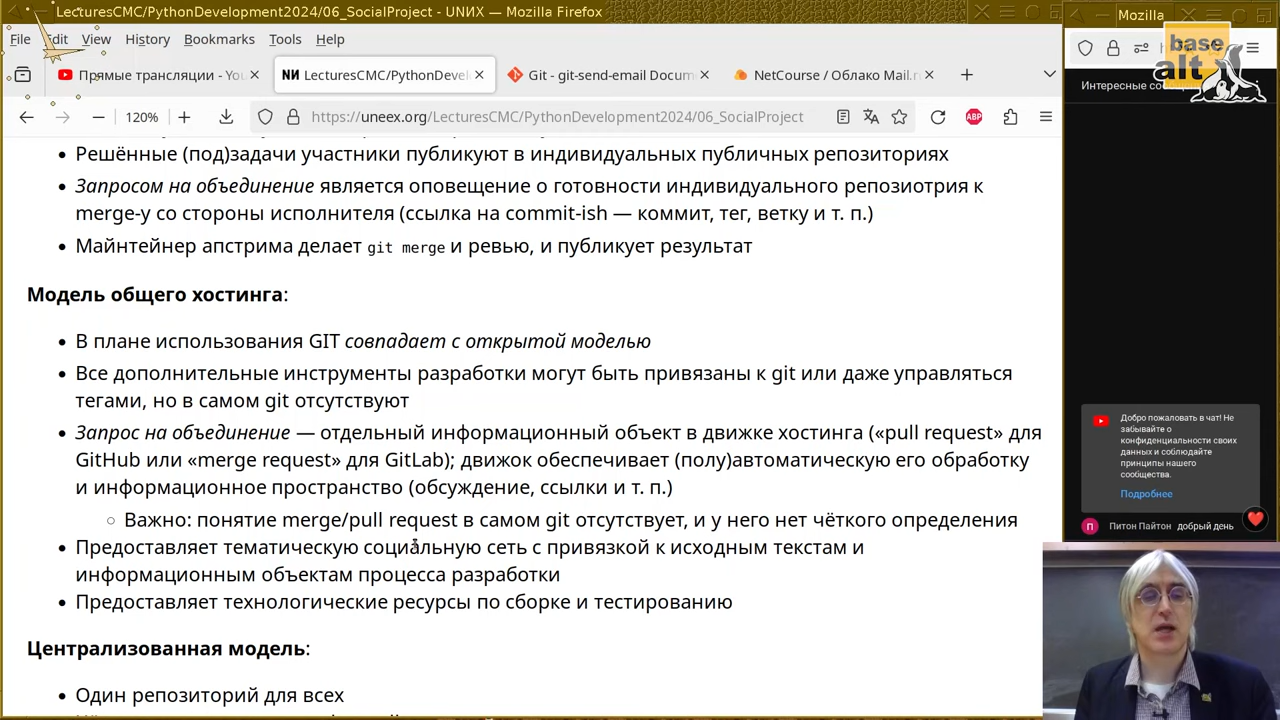 LecturesCMC/PythonDevelopment2024/06_SocialProject - UNИX — Mozilla Firefox
Mozilla
File Edit View History Bookmarks Tools Help
Прямые трансляции - You
NИ LecturesCMC/PythonDevel
Git - git-send-email Docum
NetCourse / Облако Mail.r
120%
https://uneex.org/LecturesCMC/PythonDevelopment2024/06_SocialProject
ABP
base
alt
Интересные со
Решённые (под)задачи участники публикуют в индивидуальных публичных репозиториях
Запросом на объединение является оповещение о готовности индивидуального репозиотрия к
merge-у со стороны исполнителя (ссылка на commit-ish — коммит, тег, ветку и т. п.)
Майнтейнер апстрима делает git merge и ревью, и публикует результат
Модель общего хостинга:
В плане использования GIT совпадает с открытой моделью
Все дополнительные инструменты разработки могут быть привязаны к git или даже управляться
тегами, но в самом git отсутствуют
Запрос на объединение — отдельный информационный объект в движке хостинга («pull request» для
GitHub или «merge request» для GitLab); движок обеспечивает (полу)автоматическую его обработку
и информационное пространство (обсуждение, ссылки и т. п.)
Важно: понятие merge/pull request в самом git отсутствует, и у него нет чёткого определения
Предоставляет тематическую социальную сеть с привязкой к исходным текстам и
информационным объектам процесса разработки
Предоставляет технологические ресурсы по сборке и тестированию
Централизованная модель:
Один репозиторий для всех
Добро пожаловать в чат! Не
забывайте о
конфиденциальности своих
данных и соблюдайте
принципы нашего
сообщества.
Подробнее
П Питон Пайтон добрый день